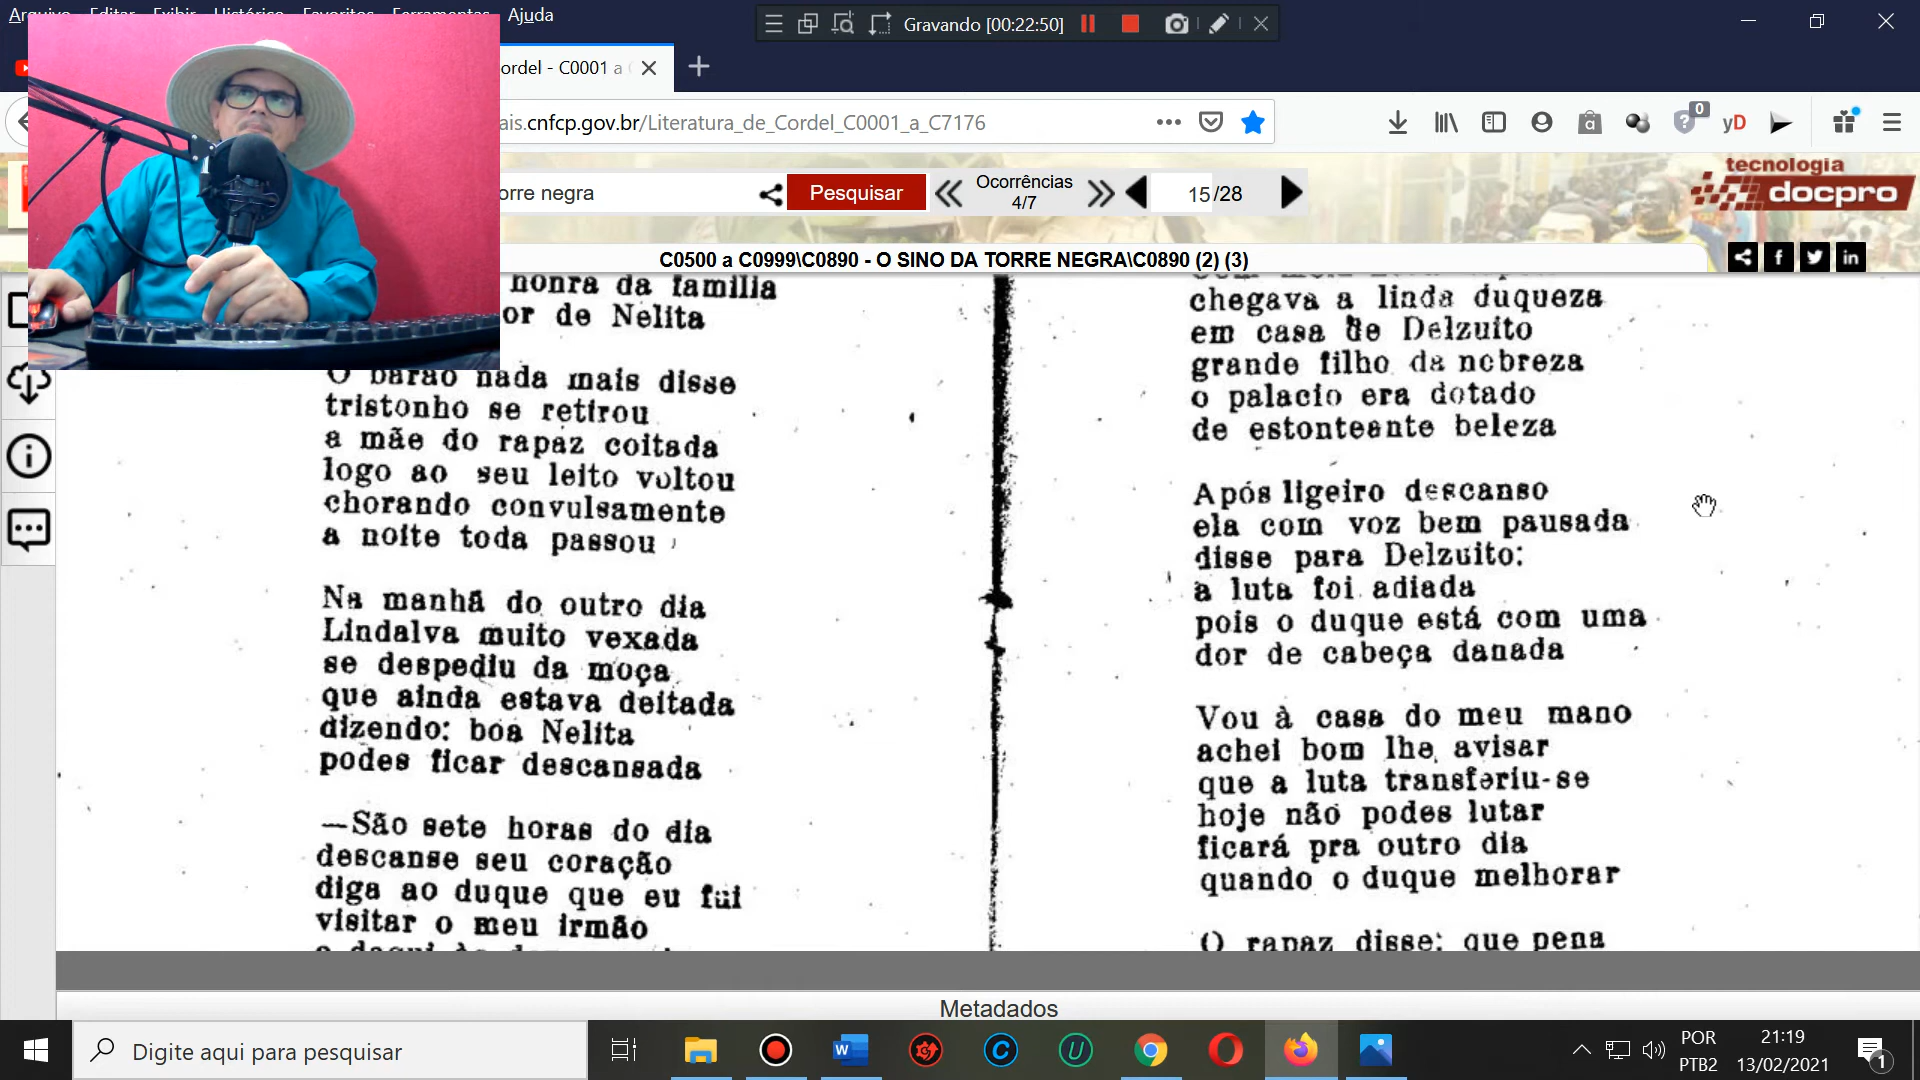 Arquivo Editar Exibir Histórico Favoritos Ferramentas Ajuda
Gravando [00:22:50]
ordel - C0001 a
ais.cnfcp.gov.br/Literatura_de_Cordel_C0001_a_C7176
0
yD
orre negra
Pesquisar
Ocorrências
4/7
15 /28
tecnologia
docpro
C0500 a C0999\C0890 - O SINO DA TORRE NEGRA\C0890 (2) (3)
honra da familia
or de Nelita
O barão nada mais disse
tristonho se retirou
a mãe do rapaz coitada
logo ao seu leito voltou
chorando convulsamente
a noite toda passou
Na manhã do outro dia
Lindalva muito vexada
se despediu da moça
que ainda estava deitada
dizendo: boa Nelita
podes ficar descansada
—São sete horas do dia
descanse seu coração
diga ao duque que eu fui
visitar o meu irmão
chegava a linda duqueza
em casa de Delzuito
grande filho da nobreza
o palacio era dotado
de estonteante beleza
Após ligeiro descanso
ela com voz bem pausada
disse para Delzuito:
a luta foi adiada
pois o duque está com uma
dor de cabeça danada
Vou à casa do meu mano
achei bom lhe avisar
que a luta transferiu-se
hoje não podes lutar
ficará pra outro dia
quando o duque melhorar
O rapaz disse: que pena
Metadados
Digite aqui para pesquisar
POR
PTB2
21:19
13/02/2021
1